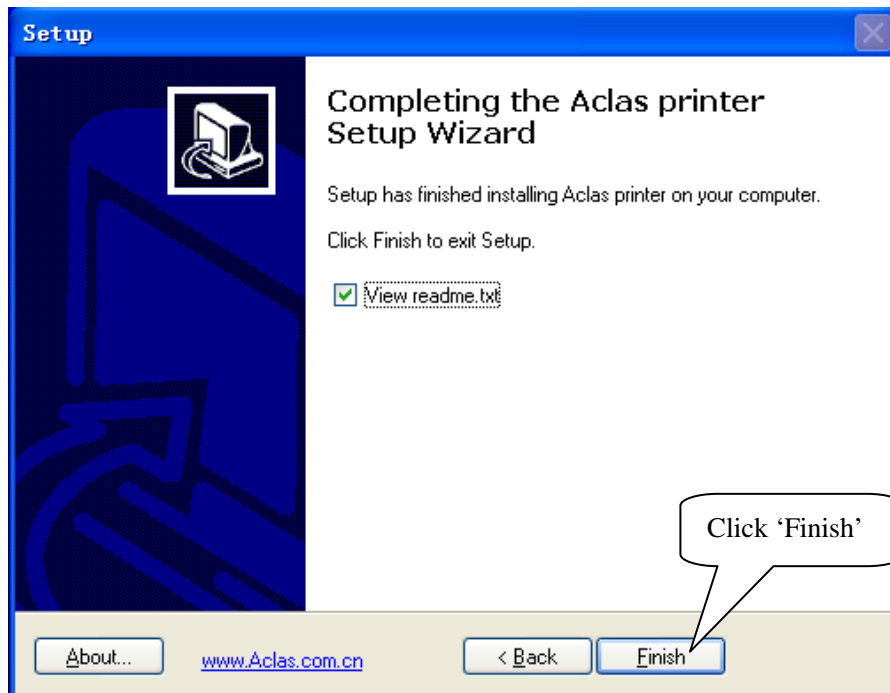 Setup
Completing the Aclas printer
Setup Wizard
Setup has finished installing Aclas printer on your computer.
Click Finish to exit Setup.
View readme.txt
Click ‘Finish’
About...
www.Aclas.com.cn
< Back
Finish